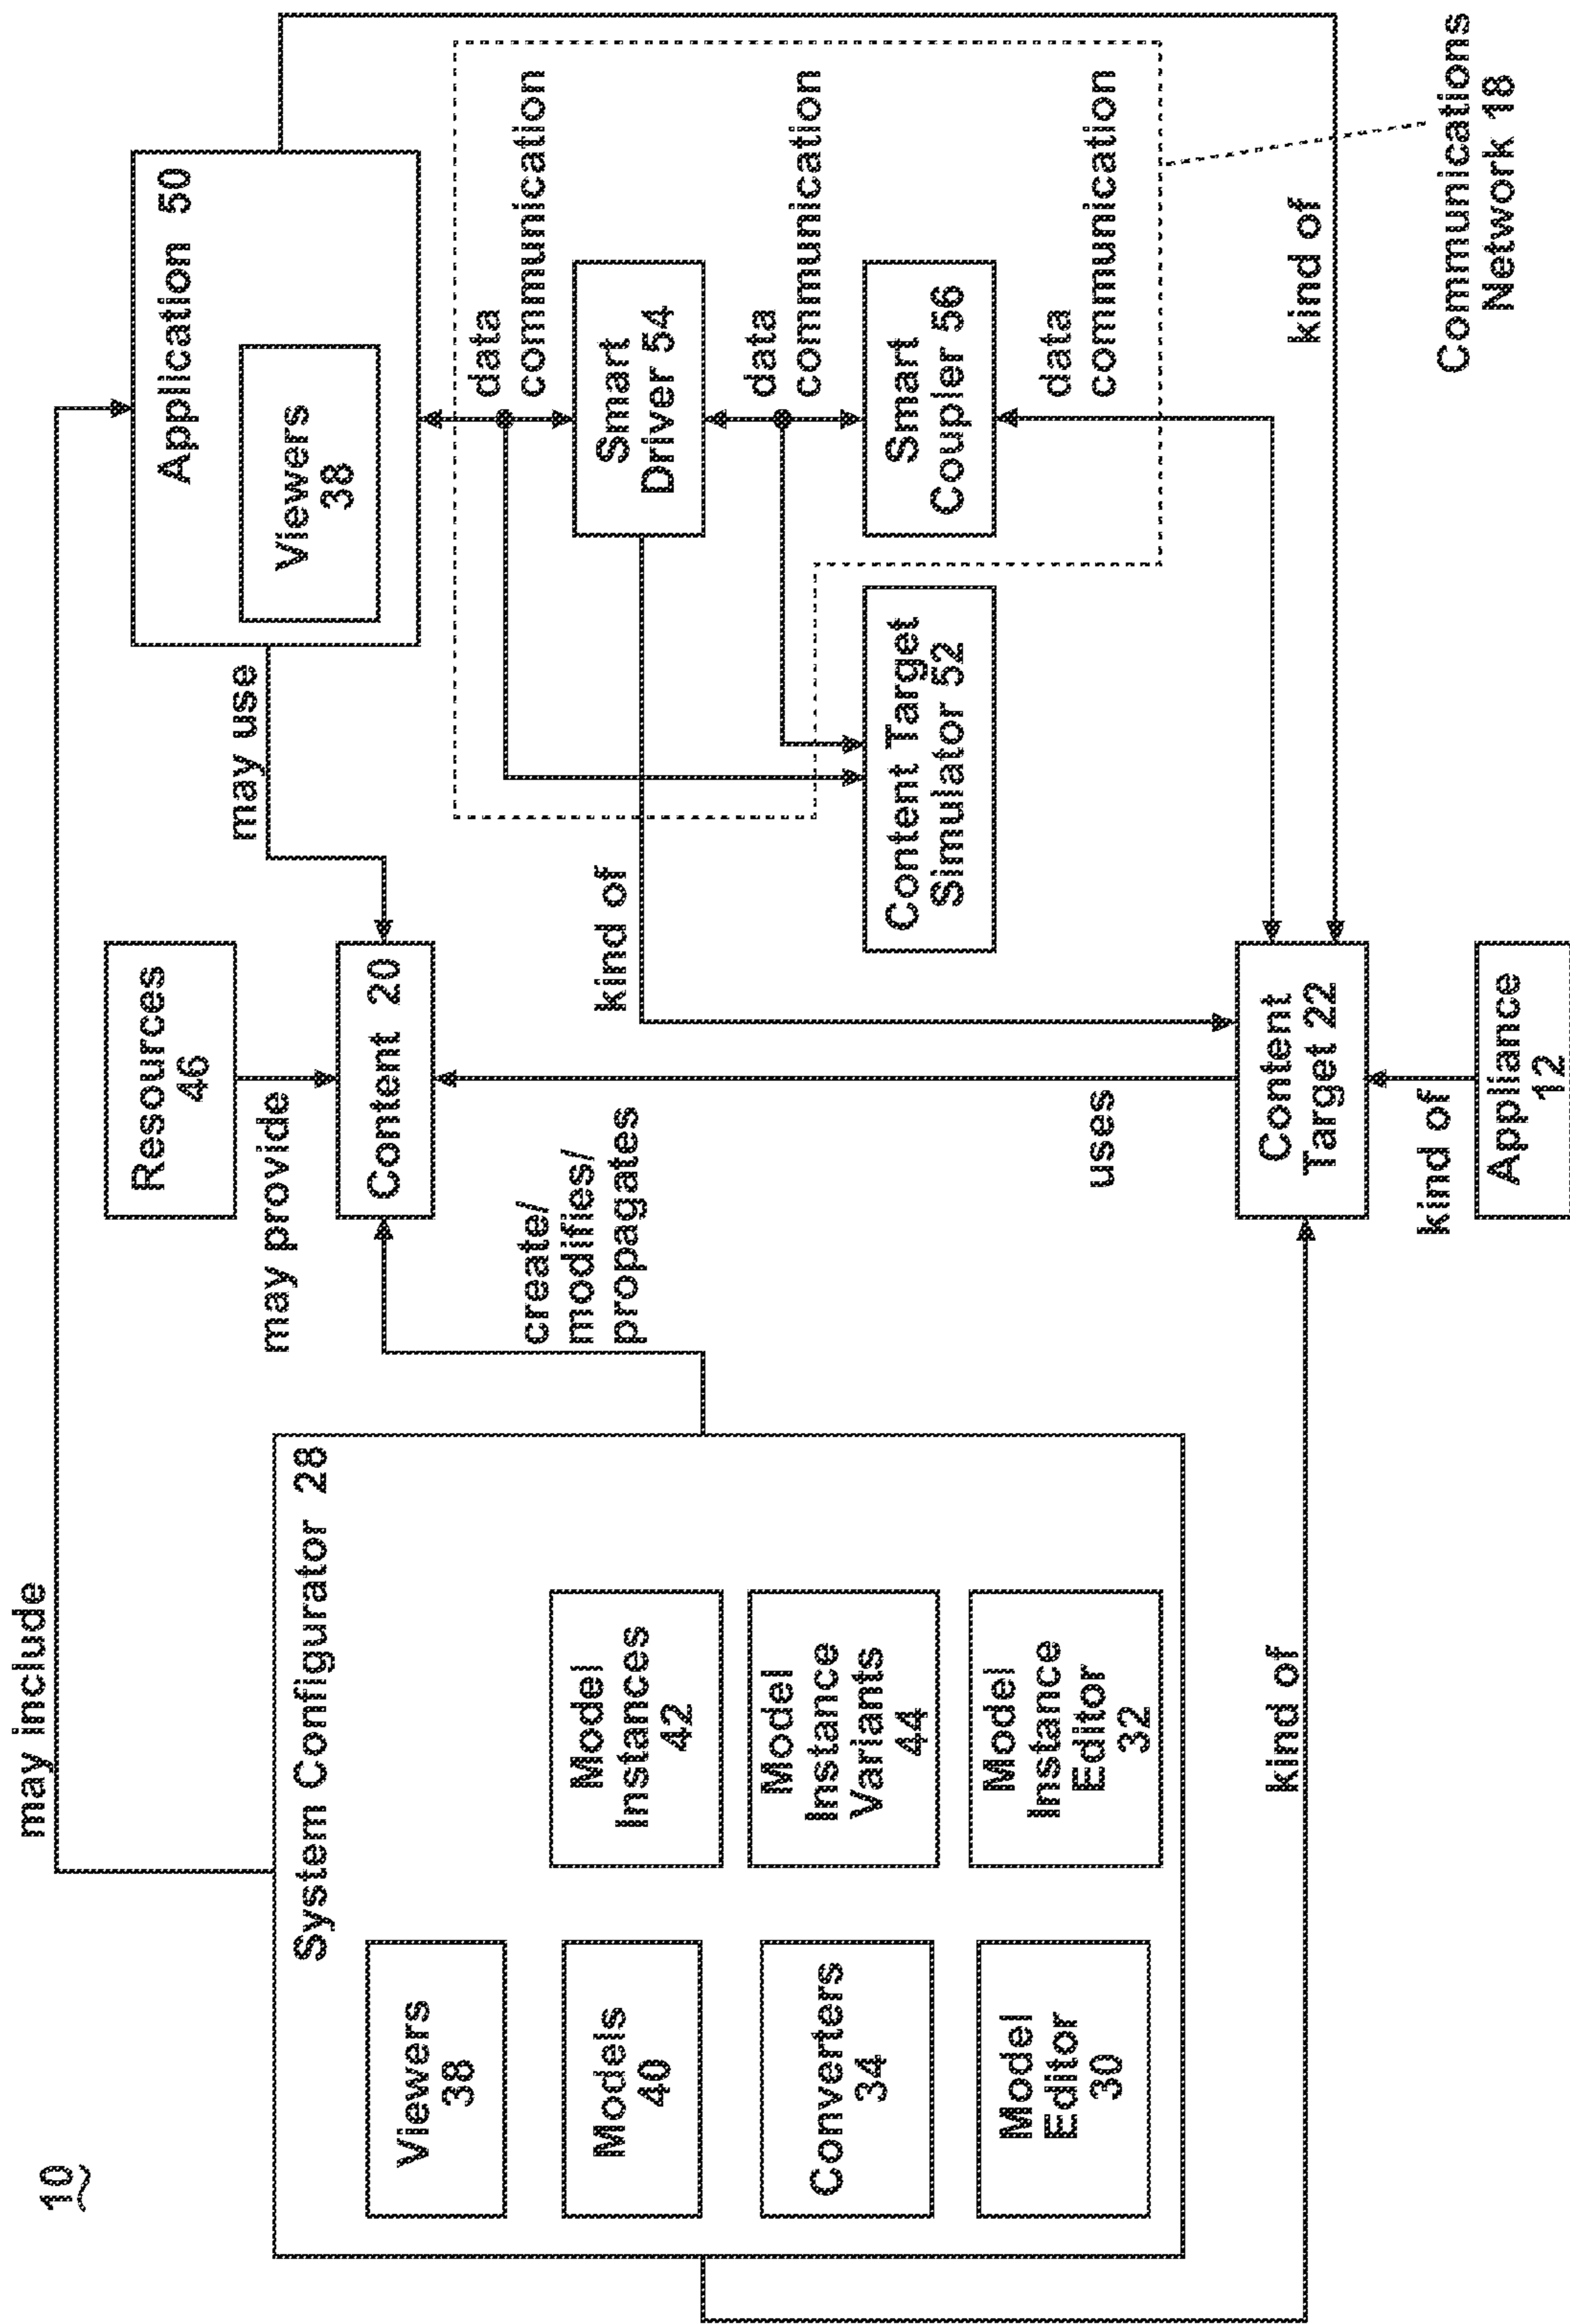 10
may include
System Configurator 28
Viewers
38
Models
40
Converters
34
Model
Editor
30
Model
Instances
42
Model
Instance
Variants
44
Model
Instance
Editor
32
kind of
create/
modifies/
propagates
Resources
46
may provide
Content 20
uses
Content
Target 22
kind of
Appliance
12
may use
kind of
Content Target
Simulator 52
Application 50
Viewers
38
data
communication
Smart
Driver 54
data
communication
Smart
Coupler 56
data
communication
kind of
Communications
Network 18